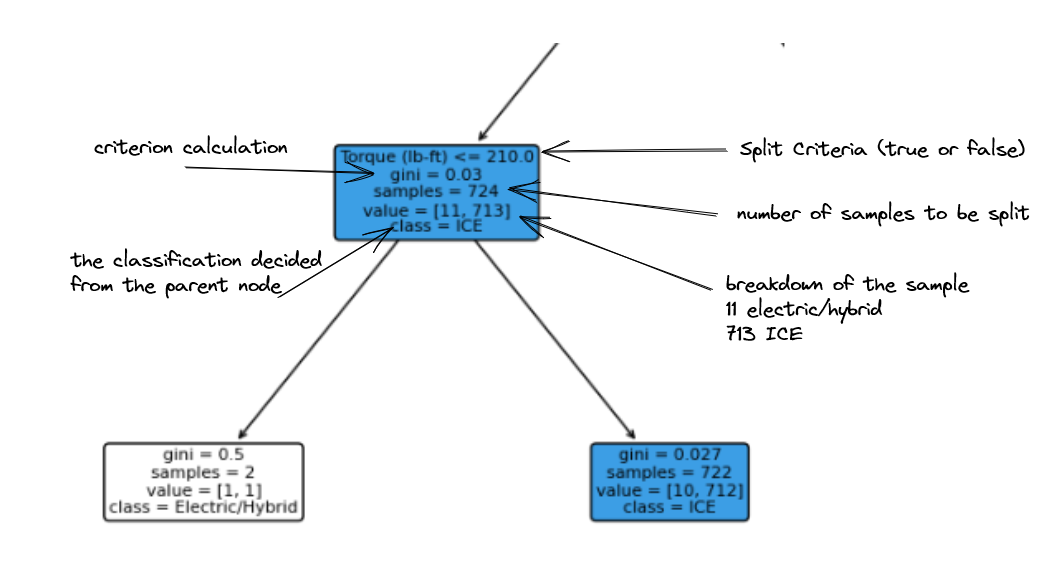 criterion calculation
Split Criteria (true or false)
Torque (lb-ft) <= 210.0
gini = 0.03
samples = 724
value = [11, 713]
class = ICE
number of samples to be split
the classification decided
from the parent node
breakdown of the sample
11 electric/hybrid
713 ICE
gini = 0.5
samples = 2
value = [1, 1]
class = Electric/Hybrid
gini = 0.027
samples = 722
value = [10, 712]
class = ICE